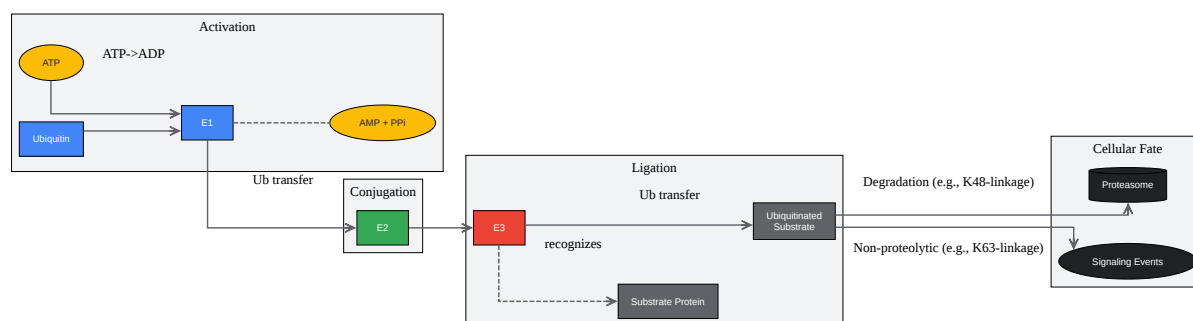 Activation
ATP->ADP
ATP
Ubiquitin
E1
AMP + PPi
Ub transfer
Conjugation
E2
Ligation
Ub transfer
E3
recognizes
Ubiquitinated
Substrate
Substrate Protein
Degradation (e.g., K48-linkage)
Non-proteolytic (e.g., K63-linkage)
Cellular Fate
Proteasome
Signaling Events